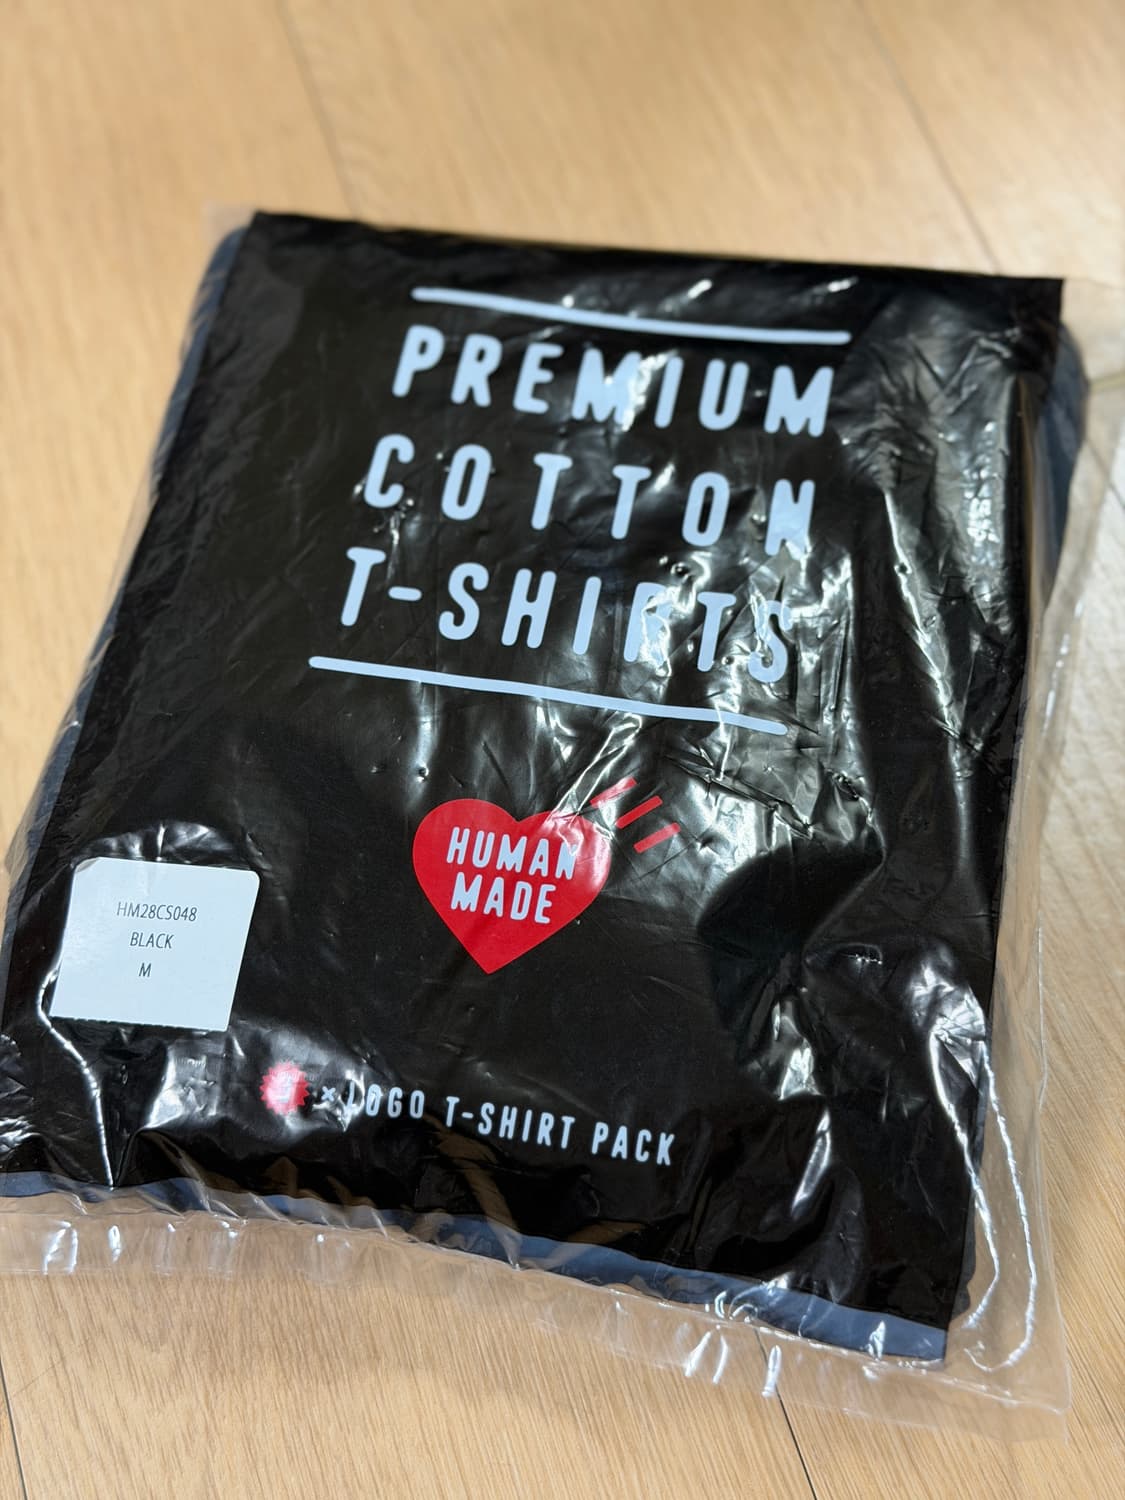 PREMIUM
COTTON
T-SHIRTS
HUMAN
MADE
HM28CS048
BLACK
M
× LOGO T-SHIRT PACK